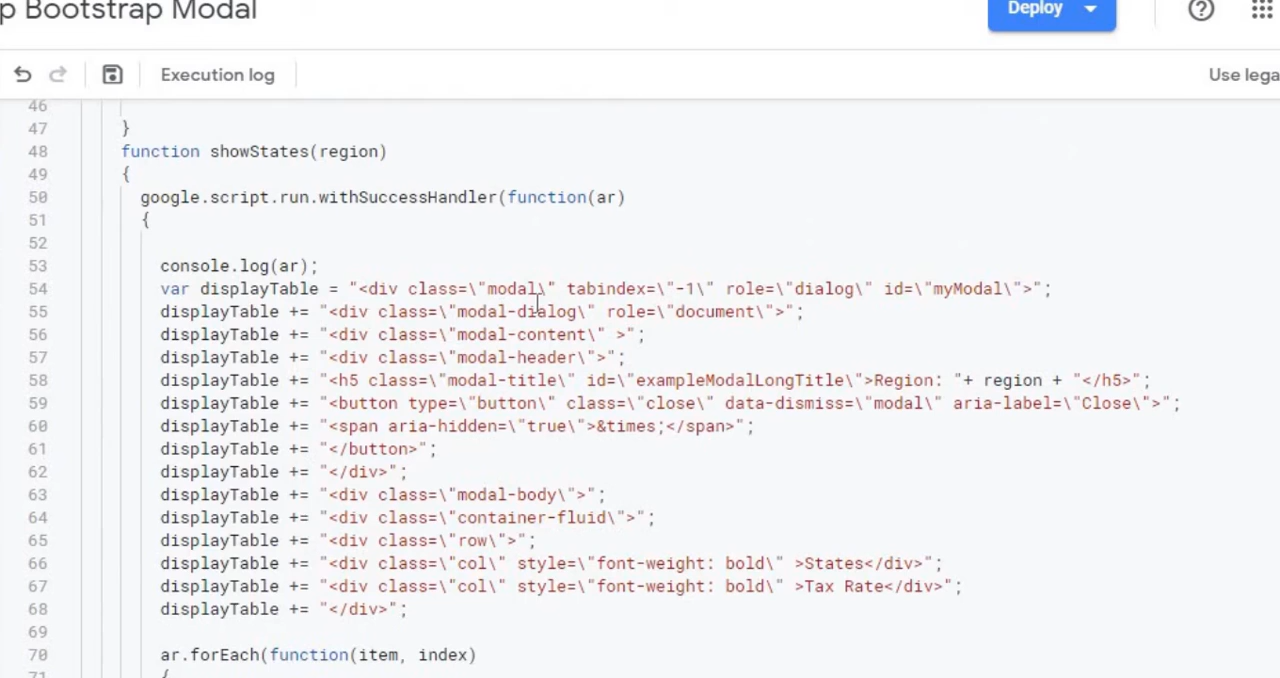 p Bootstrap Modal
Deploy
Execution log
Use lega
46
47 }
48 function showStates(region)
49 {
50 google.script.run.withSuccessHandler(function(ar)
51 {
52
53 console.log(ar);
54 var displayTable = "<div class=\"modal\" tabindex=\"-1\" role=\"dialog\" id=\"myModal\">";
55 displayTable += "<div class=\"modal-dialog\" role=\"document\">";
56 displayTable += "<div class=\"modal-content\" >";
57 displayTable += "<div class=\"modal-header\">";
58 displayTable += "<h5 class=\"modal-title\" id=\"exampleModalLongTitle\">Region: "+ region + "</h5>";
59 displayTable += "<button type=\"button\" class=\"close\" data-dismiss=\"modal\" aria-label=\"Close\">";
60 displayTable += "<span aria-hidden=\"true\">&times;</span>";
61 displayTable += "</button>";
62 displayTable += "</div>";
63 displayTable += "<div class=\"modal-body\">";
64 displayTable += "<div class=\"container-fluid\">";
65 displayTable += "<div class=\"row\">";
66 displayTable += "<div class=\"col\" style=\"font-weight: bold\" >States</div>";
67 displayTable += "<div class=\"col\" style=\"font-weight: bold\" >Tax Rate</div>";
68 displayTable += "</div>";
69
70 ar.forEach(function(item, index)
71 {